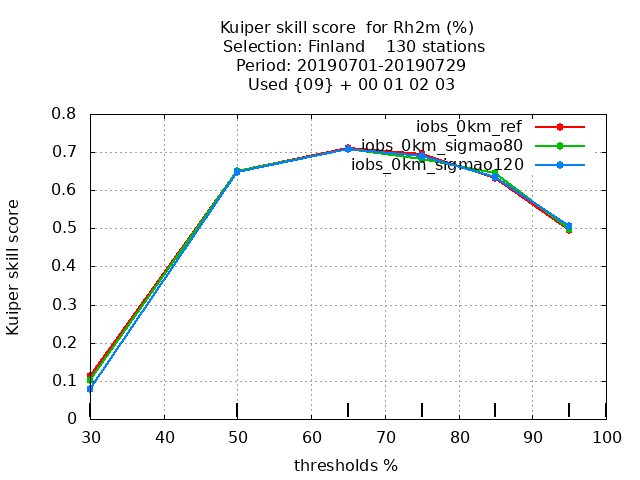 Kuiper skill score  for Rh2m (%)
Selection: Finland    130 stations
Period: 20190701-20190729
Used {09} + 00 01 02 03
iobs_0km_ref
iobs_0km_sigmao80
iobs_0km_sigmao120
Kuiper skill score
0.8
0.7
0.6
0.5
0.4
0.3
0.2
0.1
0
30 40 50 60 70 80 90 100
thresholds %